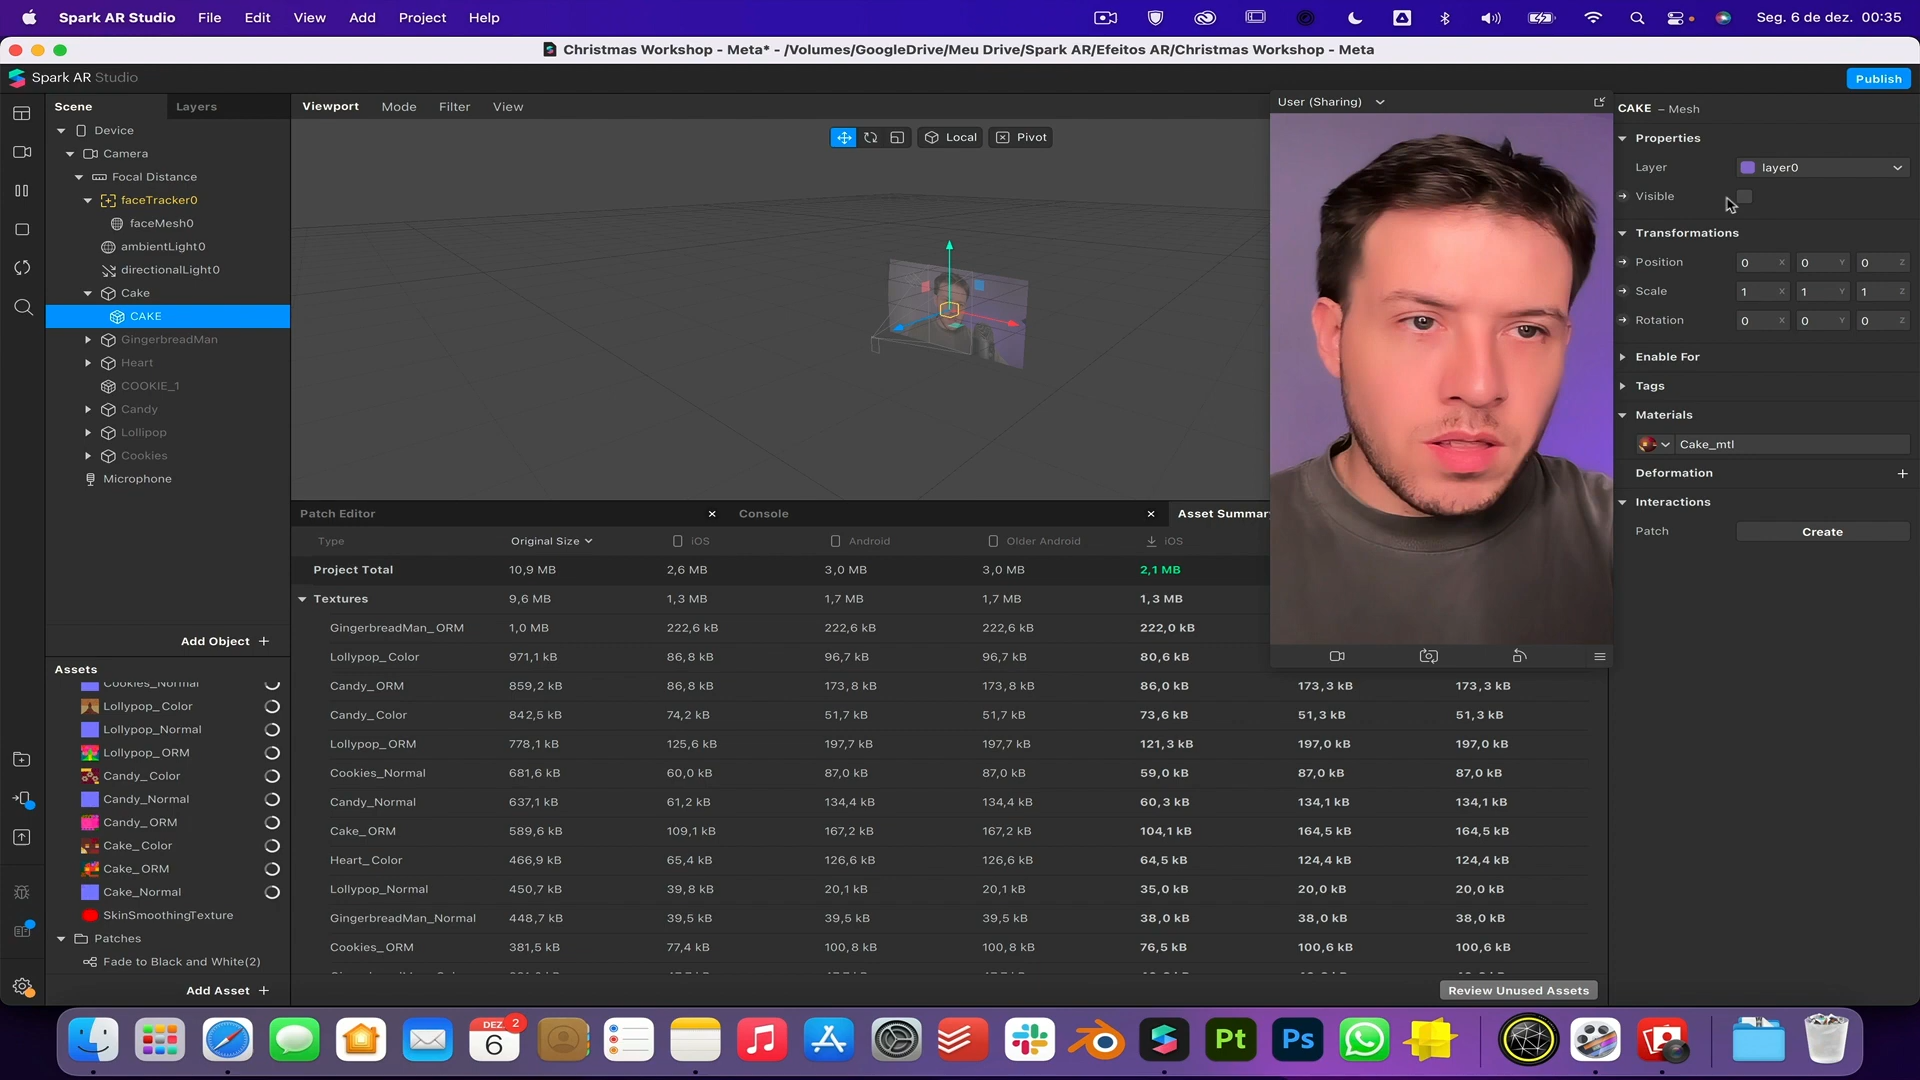 Spark AR Studio File Edit View Add Project Help Seg. 6 de dez. 00:35
Christmas Workshop - Meta* - /Volumes/GoogleDrive/Meu Drive/Spark AR/Efeitos AR/Christmas Workshop - Meta
Spark AR Studio Publish
Scene Layers
Device
Camera
Focal Distance
faceTracker0
faceMesh0
ambientLight0
directionalLight0
Cake
CAKE
GingerbreadMan
Heart
COOKIE_1
Candy
Lollipop
Cookies
Microphone
Add Object +
Assets
Cookies_Normal
Lollypop_Color
Lollypop_Normal
Lollypop_ORM
Candy_Color
Candy_Normal
Candy_ORM
Cake_Color
Cake_ORM
Cake_Normal
SkinSmoothingTexture
Patches
Fade to Black and White(2)
Add Asset +
Viewport Mode Filter View
Local Pivot
User (Sharing)
Patch Editor Console Asset Summary
Type Original Size iOS Android Older Android iOS
Project Total 10,9 MB 2,6 MB 3,0 MB 3,0 MB 2,1 MB
Textures 9,6 MB 1,3 MB 1,7 MB 1,7 MB 1,3 MB
GingerbreadMan_ORM 1,0 MB 222,6 kB 222,6 kB 222,6 kB 222,0 kB
Lollypop_Color 971,1 kB 86,8 kB 96,7 kB 96,7 kB 80,6 kB
Candy_ORM 859,2 kB 86,8 kB 173,8 kB 173,8 kB 86,0 kB 173,3 kB 173,3 kB
Candy_Color 842,5 kB 74,2 kB 51,7 kB 51,7 kB 73,6 kB 51,3 kB 51,3 kB
Lollypop_ORM 778,1 kB 125,6 kB 197,7 kB 197,7 kB 121,3 kB 197,0 kB 197,0 kB
Cookies_Normal 681,6 kB 60,0 kB 87,0 kB 87,0 kB 59,0 kB 87,0 kB 87,0 kB
Candy_Normal 637,1 kB 61,2 kB 134,4 kB 134,4 kB 60,3 kB 134,1 kB 134,1 kB
Cake_ORM 589,6 kB 109,1 kB 167,2 kB 167,2 kB 104,1 kB 164,5 kB 164,5 kB
Heart_Color 466,9 kB 65,4 kB 126,6 kB 126,6 kB 64,5 kB 124,4 kB 124,4 kB
Lollypop_Normal 450,7 kB 39,8 kB 20,1 kB 20,1 kB 35,0 kB 20,0 kB 20,0 kB
GingerbreadMan_Normal 448,7 kB 39,5 kB 39,5 kB 39,5 kB 38,0 kB 38,0 kB 38,0 kB
Cookies_ORM 381,5 kB 77,4 kB 100,8 kB 100,8 kB 76,5 kB 100,6 kB 100,6 kB
Review Unused Assets
CAKE – Mesh
Properties
Layer layer0
Visible
Transformations
Position 0 X 0 Y 0 Z
Scale 1 X 1 Y 1 Z
Rotation 0 X 0 Y 0 Z
Enable For
Tags
Materials
Cake_mtl
Deformation +
Interactions
Patch Create
DEZ. 2
6
Pt
Ps